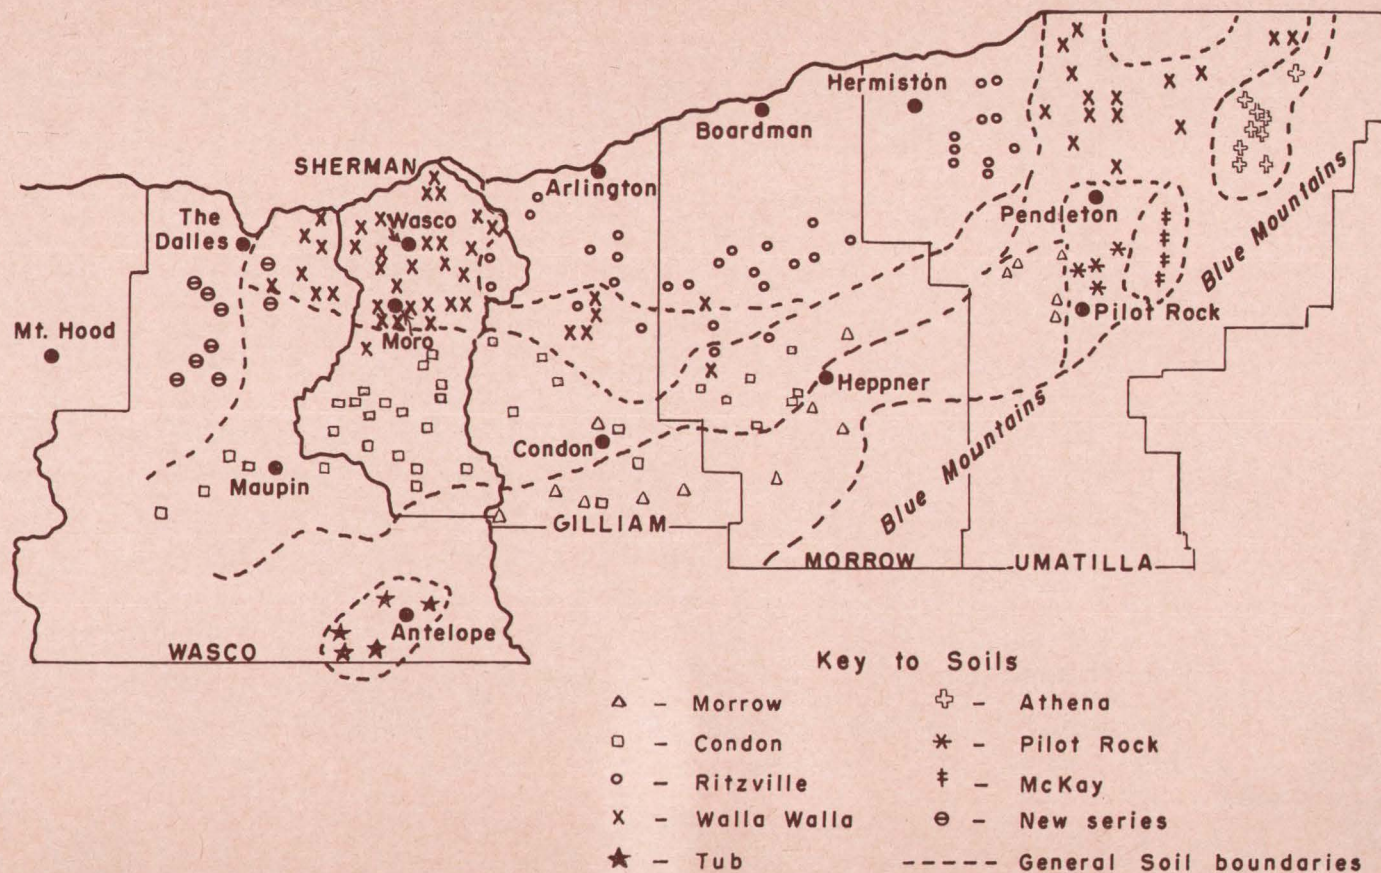 Hermiston
Boardman
SHERMAN
Arlington
The
Dalles
Wasco
Pendleton
Blue Mountains
Pilot Rock
Mt. Hood
Moro
Heppner
Condon
Maupin
Blue Mountains
GILLIAM
MORROW
UMATILLA
Antelope
WASCO
Key to Soils
△ - Morrow
□ - Condon
o - Ritzville
x - Walla Walla
★ - Tub
✚ - Athena
* - Pilot Rock
‡ - McKay
⊖ - New series
----- General Soil boundaries